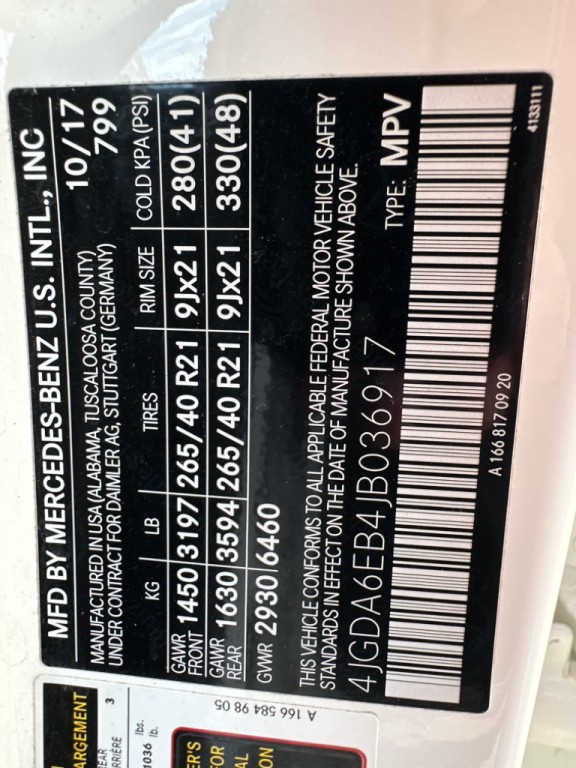 MFD BY MERCEDES-BENZ U.S. INTL., INC
MANUFACTURED IN USA (ALABAMA, TUSCALOOSA COUNTY) 10/17
UNDER CONTRACT FOR DAIMLER AG, STUTTGART (GERMANY) 799
KG LB TIRES RIM SIZE COLD KPA (PSI)
GAWR FRONT 1450 3197 265/40 R21 9Jx21 280(41)
GAWR REAR 1630 3594 265/40 R21 9Jx21 330(48)
GVWR 2930 6460
THIS VEHICLE CONFORMS TO ALL APPLICABLE FEDERAL MOTOR VEHICLE SAFETY
STANDARDS IN EFFECT ON THE DATE OF MANUFACTURE SHOWN ABOVE.
4JGDA6EB4JB036917 TYPE: MPV
A 166 817 09 20 4133111
A 166 584 98 05
ARGEMENT
3
lbs.
1036 lb.
FOR